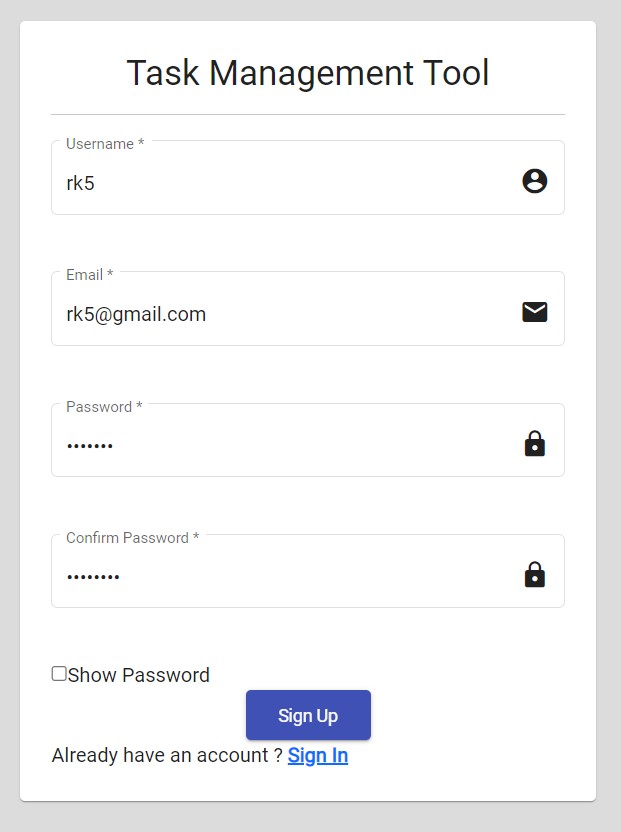 Task Management Tool
Username *
rk5
Email *
rk5@gmail.com
Password *
•••••••
Confirm Password *
••••••••
Show Password
Sign Up
Already have an account ? Sign In